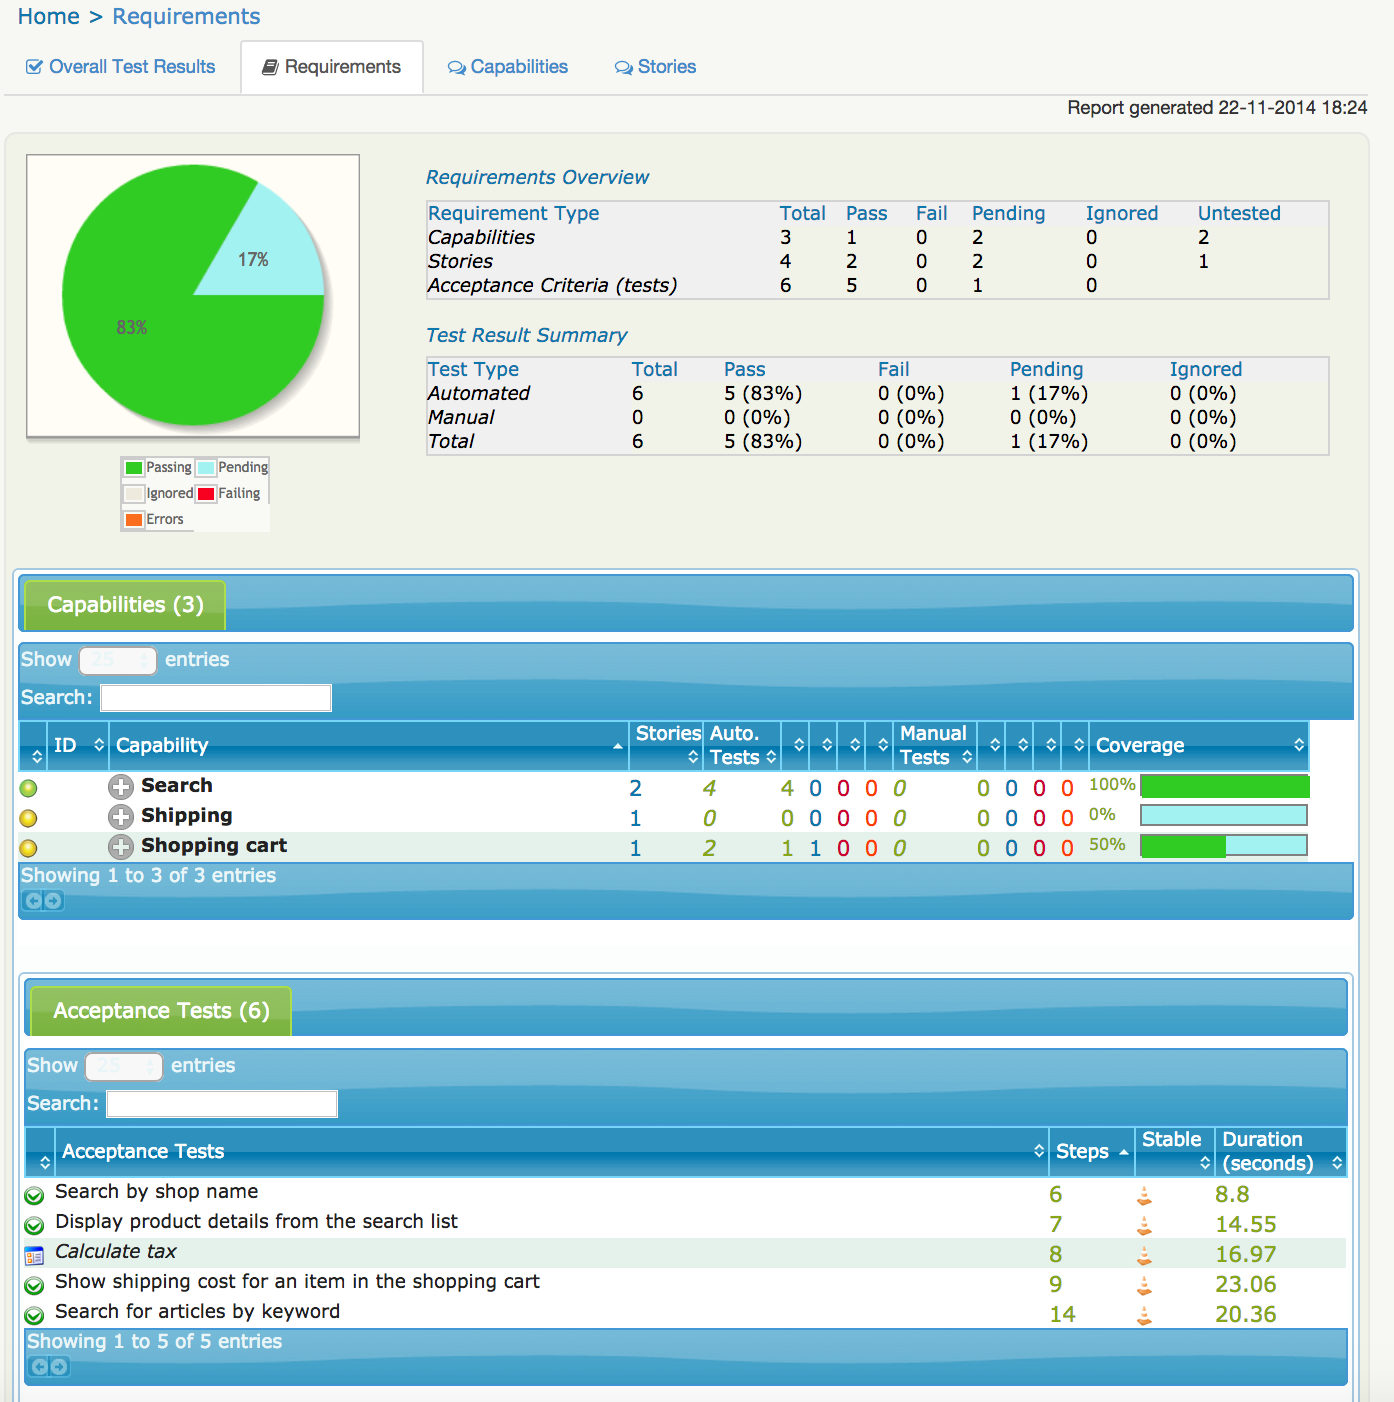 Home > Requirements
Overall Test Results Requirements Capabilities Stories
Report generated 22-11-2014 18:24
17%
83%
Passing Pending
Ignored Failing
Errors
Requirements Overview
Requirement Type Total Pass Fail Pending Ignored Untested
Capabilities 3 1 0 2 0 2
Stories 4 2 0 2 0 1
Acceptance Criteria (tests) 6 5 0 1 0
Test Result Summary
Test Type Total Pass Fail Pending Ignored
Automated 6 5 (83%) 0 (0%) 1 (17%) 0 (0%)
Manual 0 0 (0%) 0 (0%) 0 (0%) 0 (0%)
Total 6 5 (83%) 0 (0%) 1 (17%) 0 (0%)
Capabilities (3)
Show 25 entries
Search:
ID Capability Stories Auto. Tests Manual Tests Coverage
Search 2 4 4 0 0 0 0 0 0 0 0 100%
Shipping 1 0 0 0 0 0 0 0 0 0 0 0%
Shopping cart 1 2 1 1 0 0 0 0 0 0 0 50%
Showing 1 to 3 of 3 entries
Acceptance Tests (6)
Show 25 entries
Search:
Acceptance Tests Steps Stable Duration (seconds)
Search by shop name 6 8.8
Display product details from the search list 7 14.55
Calculate tax 8 16.97
Show shipping cost for an item in the shopping cart 9 23.06
Search for articles by keyword 14 20.36
Showing 1 to 5 of 5 entries